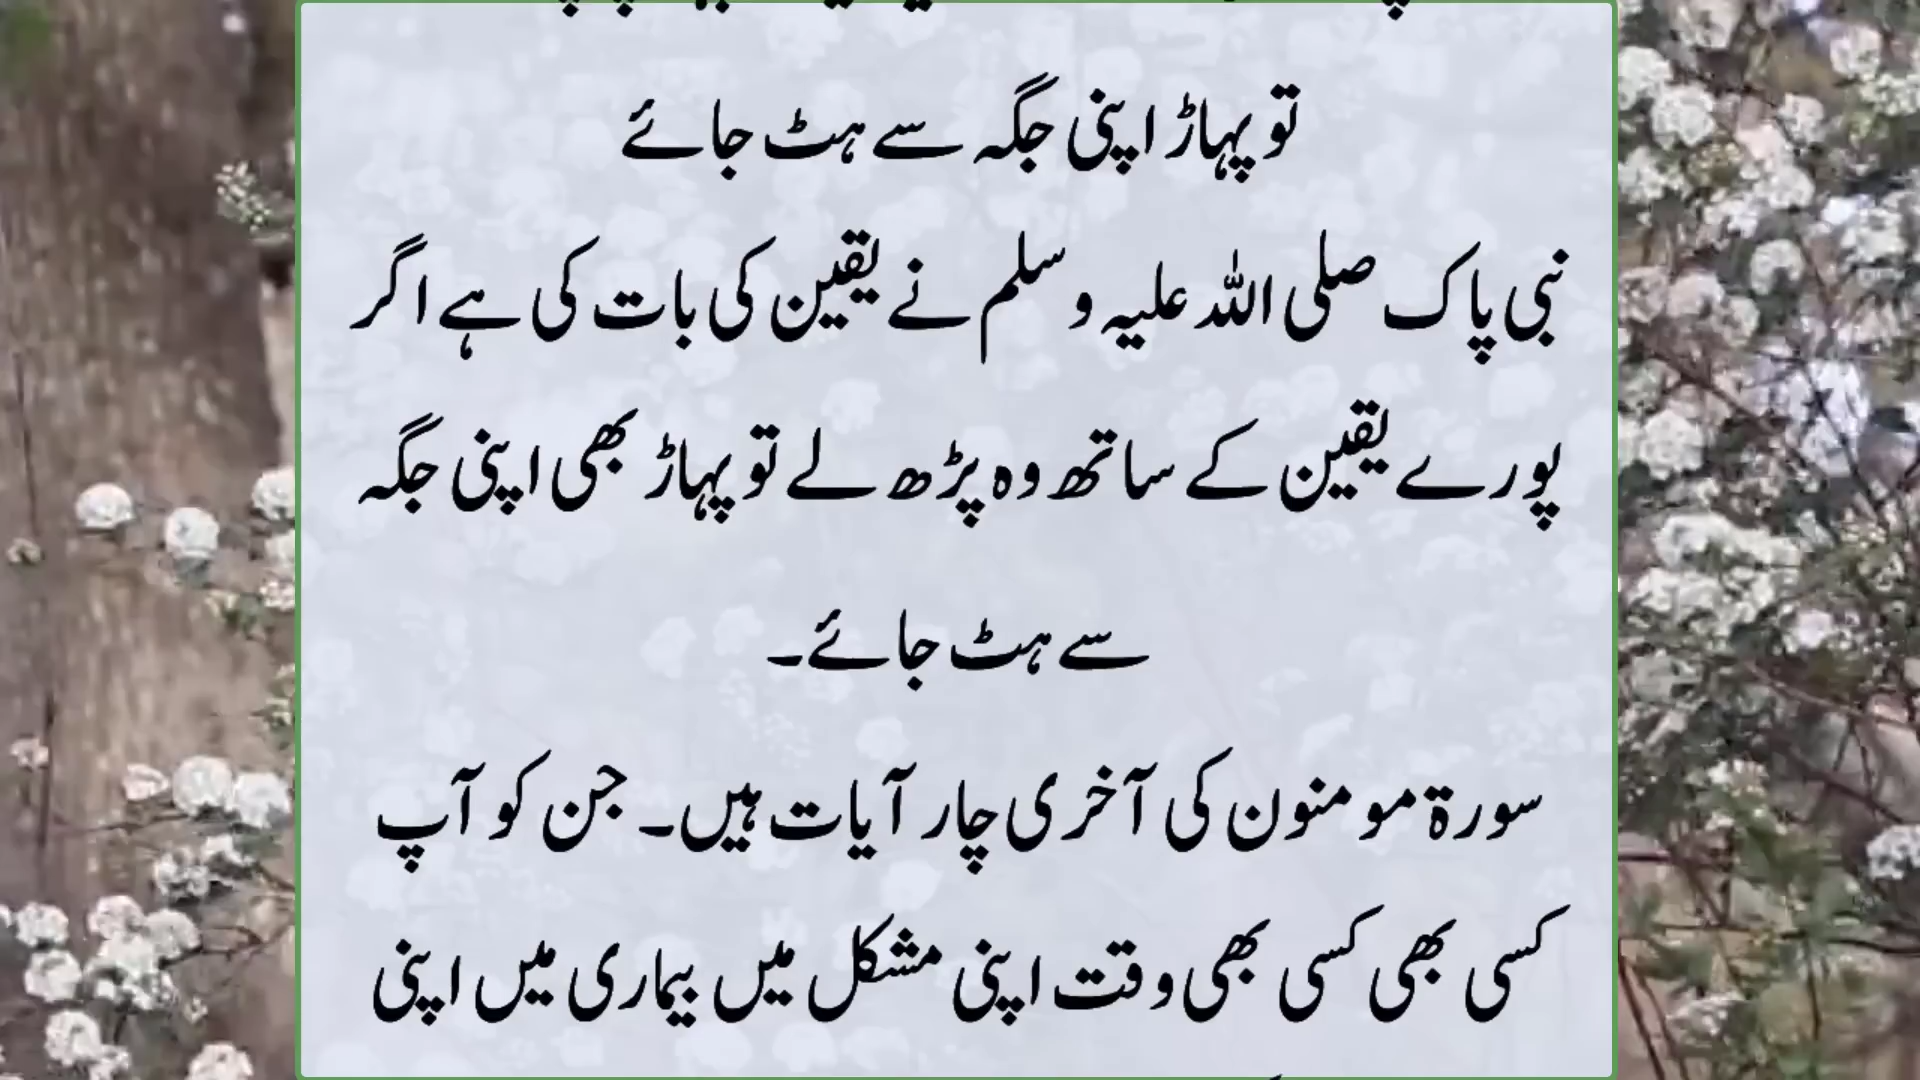 تو پہاڑ اپنی جگہ سے ہٹ جائے
نبی پاک صلی اللہ علیہ وسلم نے یقین کی بات کی ہے اگر
پورے یقین کے ساتھ وہ پڑھ لے تو پہاڑ بھی اپنی جگہ
سے ہٹ جائے۔
سورۃ مومنون کی آخری چار آیات ہیں۔ جن کو آپ
کسی بھی کسی بھی وقت اپنی مشکل میں بیماری میں اپنی